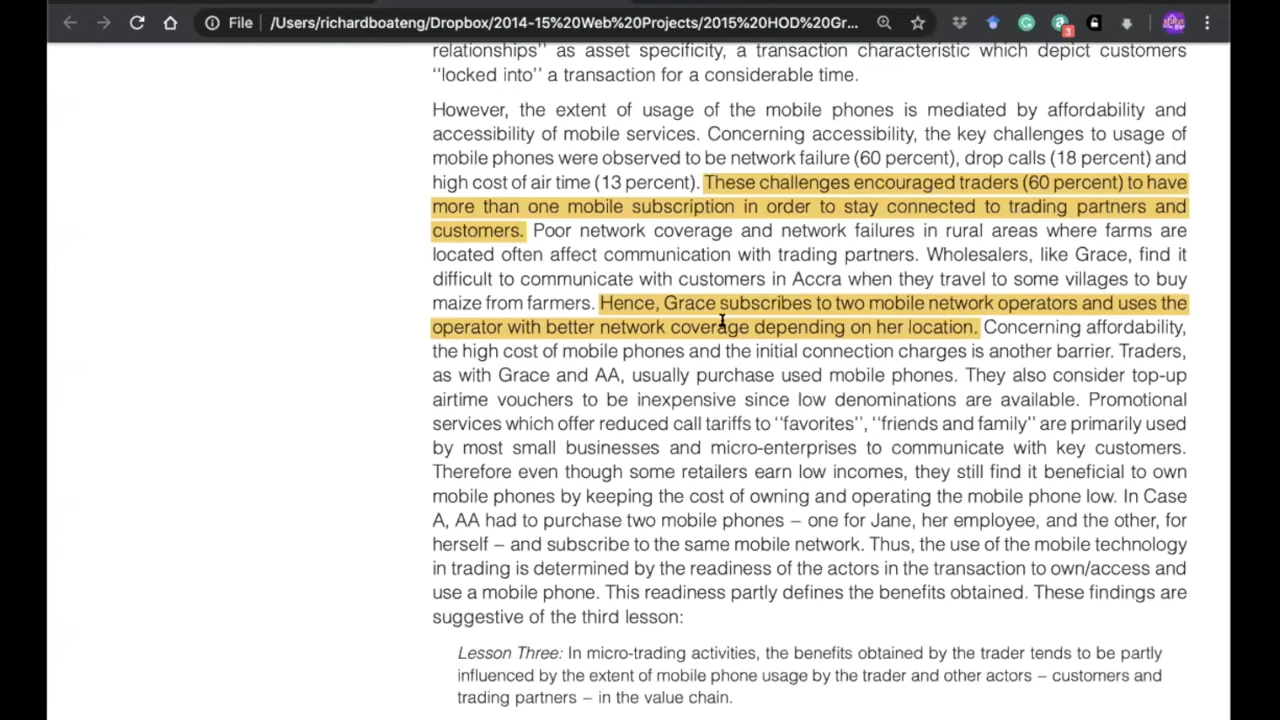 File /Users/richardboateng/Dropbox/2014-15%20Web%20Projects/2015%20HOD%20Gr...
3
relationships'' as asset specificity, a transaction characteristic which depict customers
''locked into'' a transaction for a considerable time.
However, the extent of usage of the mobile phones is mediated by affordability and
accessibility of mobile services. Concerning accessibility, the key challenges to usage of
mobile phones were observed to be network failure (60 percent), drop calls (18 percent) and
high cost of air time (13 percent). These challenges encouraged traders (60 percent) to have
more than one mobile subscription in order to stay connected to trading partners and
customers. Poor network coverage and network failures in rural areas where farms are
located often affect communication with trading partners. Wholesalers, like Grace, find it
difficult to communicate with customers in Accra when they travel to some villages to buy
maize from farmers. Hence, Grace subscribes to two mobile network operators and uses the
operator with better network coverage depending on her location. Concerning affordability,
the high cost of mobile phones and the initial connection charges is another barrier. Traders,
as with Grace and AA, usually purchase used mobile phones. They also consider top-up
airtime vouchers to be inexpensive since low denominations are available. Promotional
services which offer reduced call tariffs to ''favorites'', ''friends and family'' are primarily used
by most small businesses and micro-enterprises to communicate with key customers.
Therefore even though some retailers earn low incomes, they still find it beneficial to own
mobile phones by keeping the cost of owning and operating the mobile phone low. In Case
A, AA had to purchase two mobile phones – one for Jane, her employee, and the other, for
herself – and subscribe to the same mobile network. Thus, the use of the mobile technology
in trading is determined by the readiness of the actors in the transaction to own/access and
use a mobile phone. This readiness partly defines the benefits obtained. These findings are
suggestive of the third lesson:
Lesson Three: In micro-trading activities, the benefits obtained by the trader tends to be partly
influenced by the extent of mobile phone usage by the trader and other actors – customers and
trading partners – in the value chain.